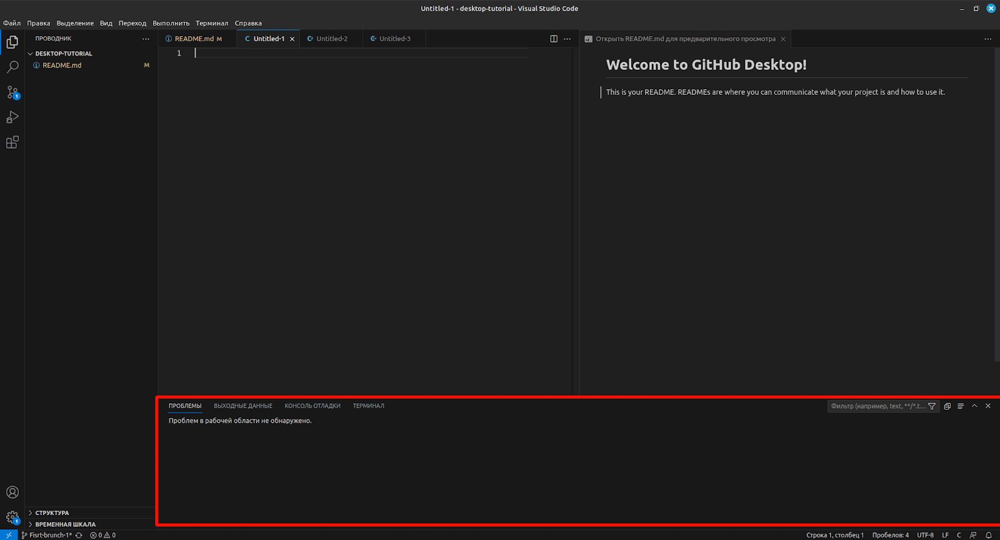 Untitled-1 - desktop-tutorial - Visual Studio Code
Файл Правка Выделение Вид Переход Выполнить Терминал Справка
ПРОВОДНИК
DESKTOP-TUTORIAL
README.md M
README.md M
C Untitled-1
Untitled-2
Untitled-3
1
Открыть README.md для предварительного просмотра
Welcome to GitHub Desktop!
This is your README. READMEs are where you can communicate what your project is and how to use it.
1
ПРОБЛЕМЫ ВЫХОДНЫЕ ДАННЫЕ КОНСОЛЬ ОТЛАДКИ ТЕРМИНАЛ
Фильтр (например, text, **/*.t...
Проблем в рабочей области не обнаружено.
СТРУКТУРА
1
ВРЕМЕННАЯ ШКАЛА
Fisrt-brunch-1* 0 0
Строка 1, столбец 1 Пробелов: 4 UTF-8 LF C